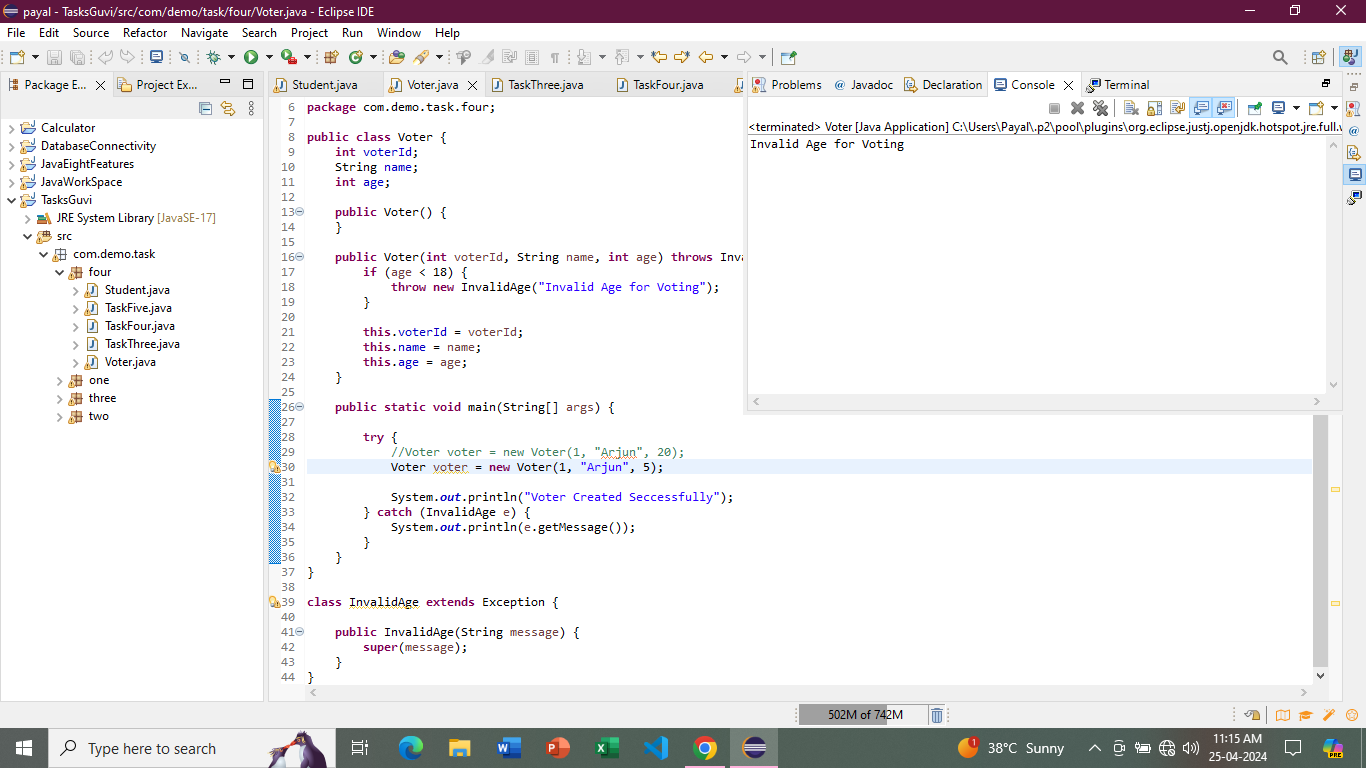 payal - TasksGuvi/src/com/demo/task/four/Voter.java - Eclipse IDE
File Edit Source Refactor Navigate Search Project Run Window Help
Package E... Project Ex...
Calculator
DatabaseConnectivity
JavaEightFeatures
JavaWorkSpace
TasksGuvi
JRE System Library [JavaSE-17]
src
com.demo.task
four
Student.java
TaskFive.java
TaskFour.java
TaskThree.java
Voter.java
one
three
two
Student.java Voter.java TaskThree.java TaskFour.java
6 package com.demo.task.four;
7
8 public class Voter {
9 int voterId;
10 String name;
11 int age;
12
13 public Voter() {
14 }
15
16 public Voter(int voterId, String name, int age) throws Inva
17 if (age < 18) {
18 throw new InvalidAge("Invalid Age for Voting");
19 }
20
21 this.voterId = voterId;
22 this.name = name;
23 this.age = age;
24 }
25
26 public static void main(String[] args) {
27
28 try {
29 //Voter voter = new Voter(1, "Arjun", 20);
30 Voter voter = new Voter(1, "Arjun", 5);
31
32 System.out.println("Voter Created Seccessfully");
33 } catch (InvalidAge e) {
34 System.out.println(e.getMessage());
35 }
36 }
37 }
38
39 class InvalidAge extends Exception {
40
41 public InvalidAge(String message) {
42 super(message);
43 }
44 }
Problems Javadoc Declaration Console Terminal
<terminated> Voter [Java Application] C:\Users\Payal\.p2\pool\plugins\org.eclipse.justj.openjdk.hotspot.jre.full.v
Invalid Age for Voting
502M of 742M
Type here to search
1 38°C Sunny
11:15 AM
25-04-2024
PRE